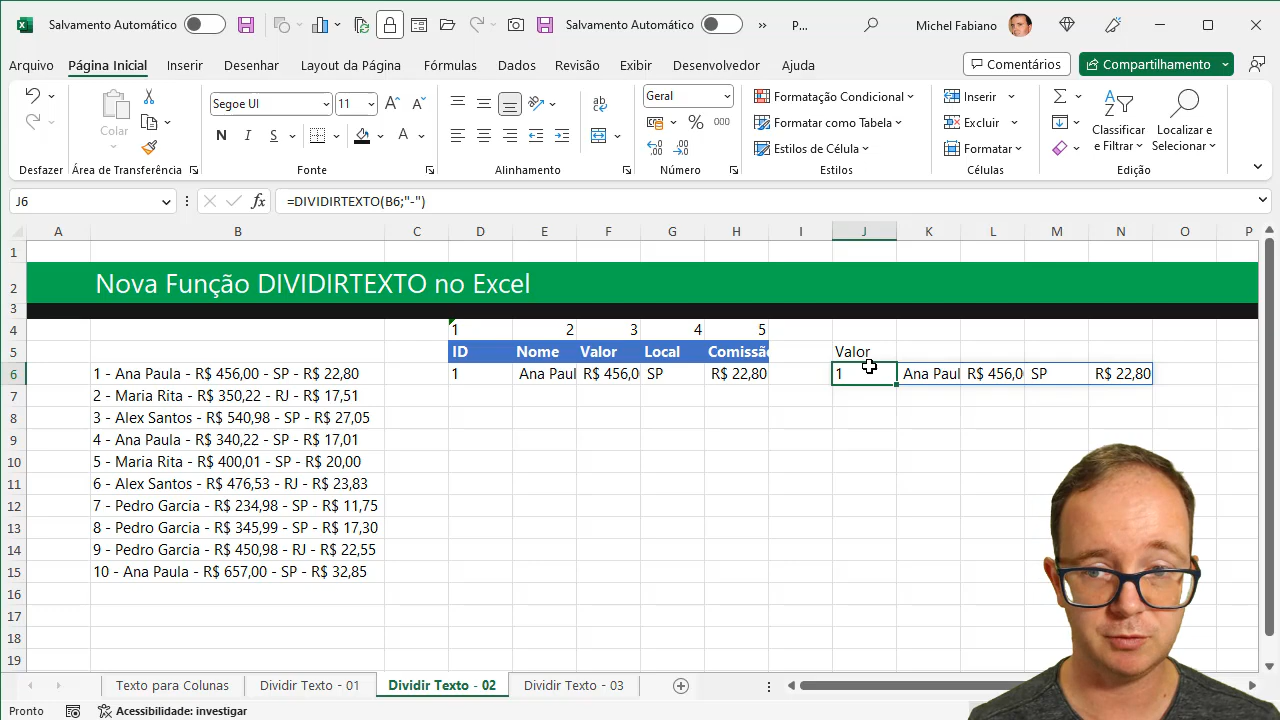 Salvamento Automático Salvamento Automático » P... Michel Fabiano
Arquivo Página Inicial Inserir Desenhar Layout da Página Fórmulas Dados Revisão Exibir Desenvolvedor Ajuda Comentários Compartilhamento
Colar
Segoe UI 11
N I S
Geral
% 000
Formatação Condicional
Formatar como Tabela
Estilos de Célula
Inserir
Excluir
Formatar
Classificar e Filtrar
Localizar e Selecionar
Desfazer Área de Transferência Fonte Alinhamento Número Estilos Células Edição
J6 fx =DIVIDIRTEXTO(B6;"-")
A B C D E F G H I J K L M N O P
1
2 Nova Função DIVIDIRTEXTO no Excel
3
4 1 2 3 4 5
5 ID Nome Valor Local Comissão Valor
6 1 - Ana Paula - R$ 456,00 - SP - R$ 22,80 1 Ana Paul R$ 456,0 SP R$ 22,80 1 Ana Paul R$ 456,0 SP R$ 22,80
7 2 - Maria Rita - R$ 350,22 - RJ - R$ 17,51
8 3 - Alex Santos - R$ 540,98 - SP - R$ 27,05
9 4 - Ana Paula - R$ 340,22 - SP - R$ 17,01
10 5 - Maria Rita - R$ 400,01 - SP - R$ 20,00
11 6 - Alex Santos - R$ 476,53 - RJ - R$ 23,83
12 7 - Pedro Garcia - R$ 234,98 - SP - R$ 11,75
13 8 - Pedro Garcia - R$ 345,99 - SP - R$ 17,30
14 9 - Pedro Garcia - R$ 450,98 - RJ - R$ 22,55
15 10 - Ana Paula - R$ 657,00 - SP - R$ 32,85
16
17
18
19
Texto para Colunas Dividir Texto - 01 Dividir Texto - 02 Dividir Texto - 03
Pronto Acessibilidade: investigar